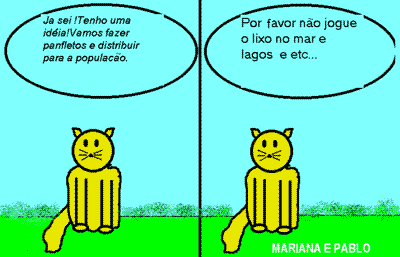 Ja sei !Tenho uma
idéia!Vamos fazer
panfletos e distribuir
para a populacão.
Por favor não jogue
o lixo no mar e
lagos e etc...
MARIANA E PABLO